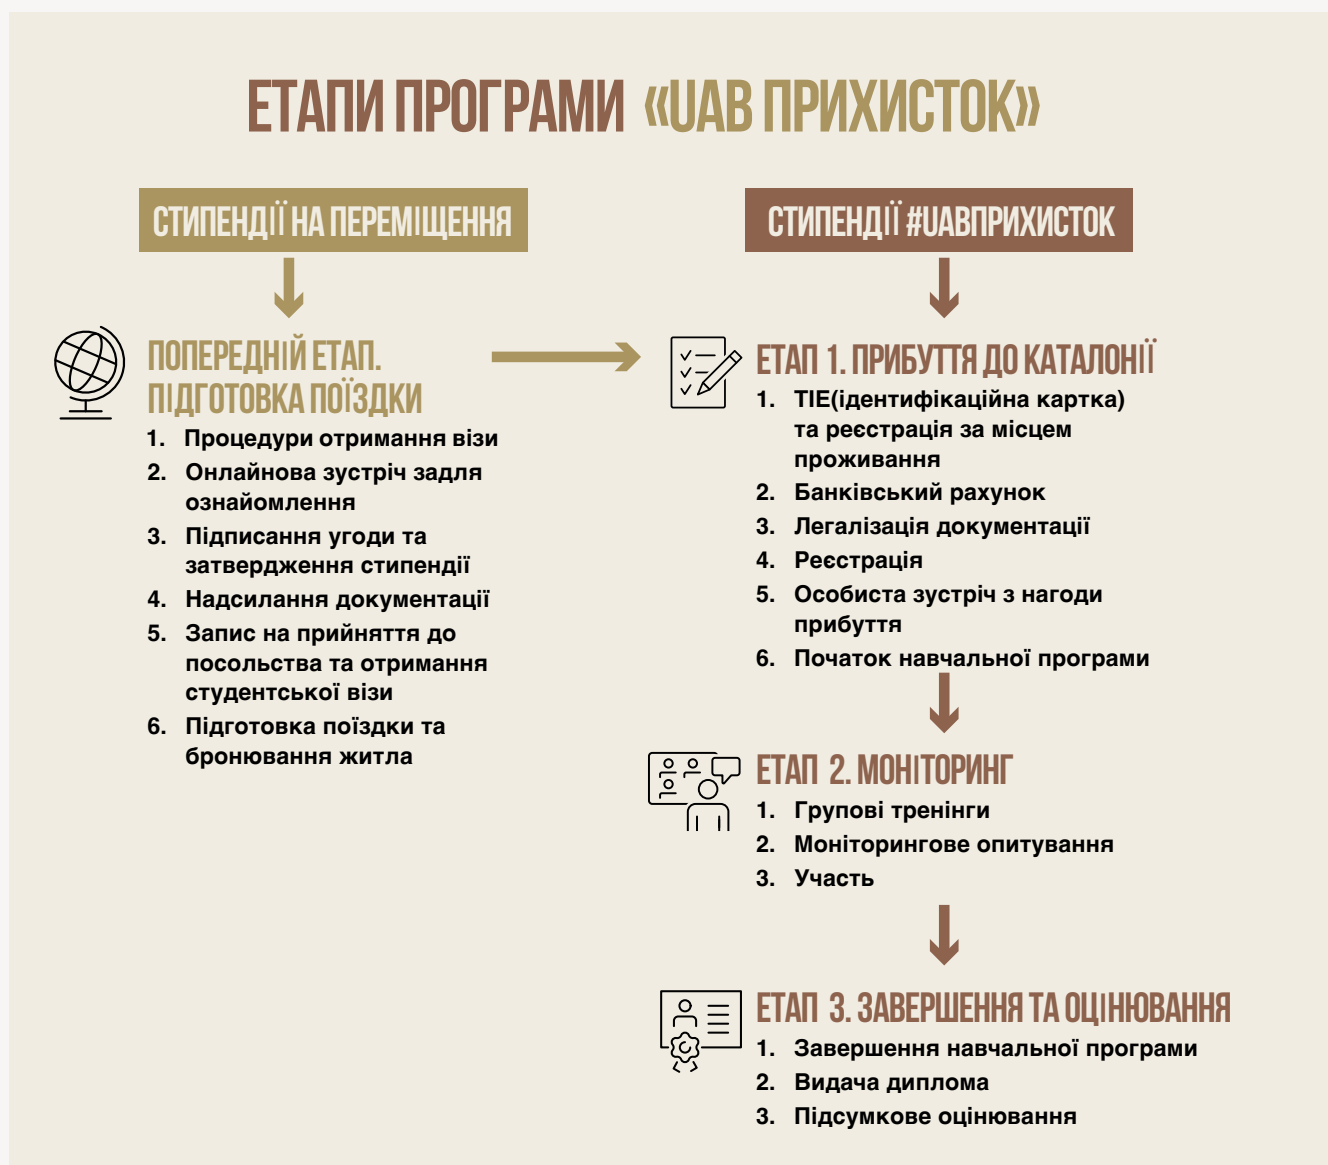 ЕТАПИ ПРОГРАМИ «UAB ПРИХИСТОК»
СТИПЕНДІЇ НА ПЕРЕМІЩЕННЯ
ПОПЕРЕДНІЙ ЕТАП.
ПІДГОТОВКА ПОЇЗДКИ
1. Процедури отримання візи
2. Онлайнова зустріч задля
ознайомлення
3. Підписання угоди та
затвердження стипендії
4. Надсилання документації
5. Запис на прийняття до
посольства та отримання
студентської візи
6. Підготовка поїздки та
бронювання житла
СТИПЕНДІЇ #UABПРИХИСТОК
ЕТАП 1. ПРИБУТТЯ ДО КАТАЛОНІЇ
1. TIE(ідентифікаційна картка)
та реєстрація за місцем
проживання
2. Банківський рахунок
3. Легалізація документації
4. Реєстрація
5. Особиста зустріч з нагоди
прибуття
6. Початок навчальної програми
ЕТАП 2. МОНІТОРИНГ
1. Групові тренінги
2. Моніторингове опитування
3. Участь
ЕТАП 3. ЗАВЕРШЕННЯ ТА ОЦІНЮВАННЯ
1. Завершення навчальної програми
2. Видача диплома
3. Підсумкове оцінювання